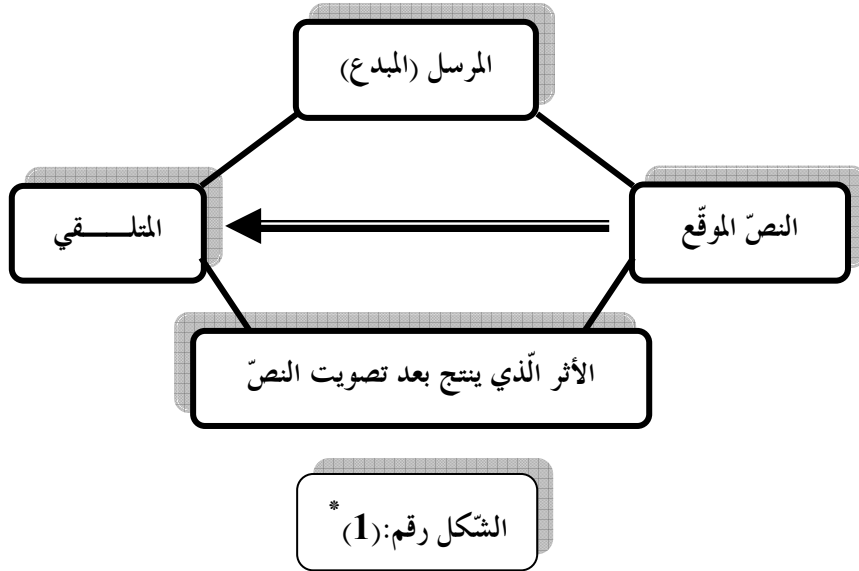 المرسل (المبدع)
النصّ الموقّع
المتلـــــقي
الأثر الّذي ينتج بعد تصويت النصّ
الشّكل رقم:(1)*